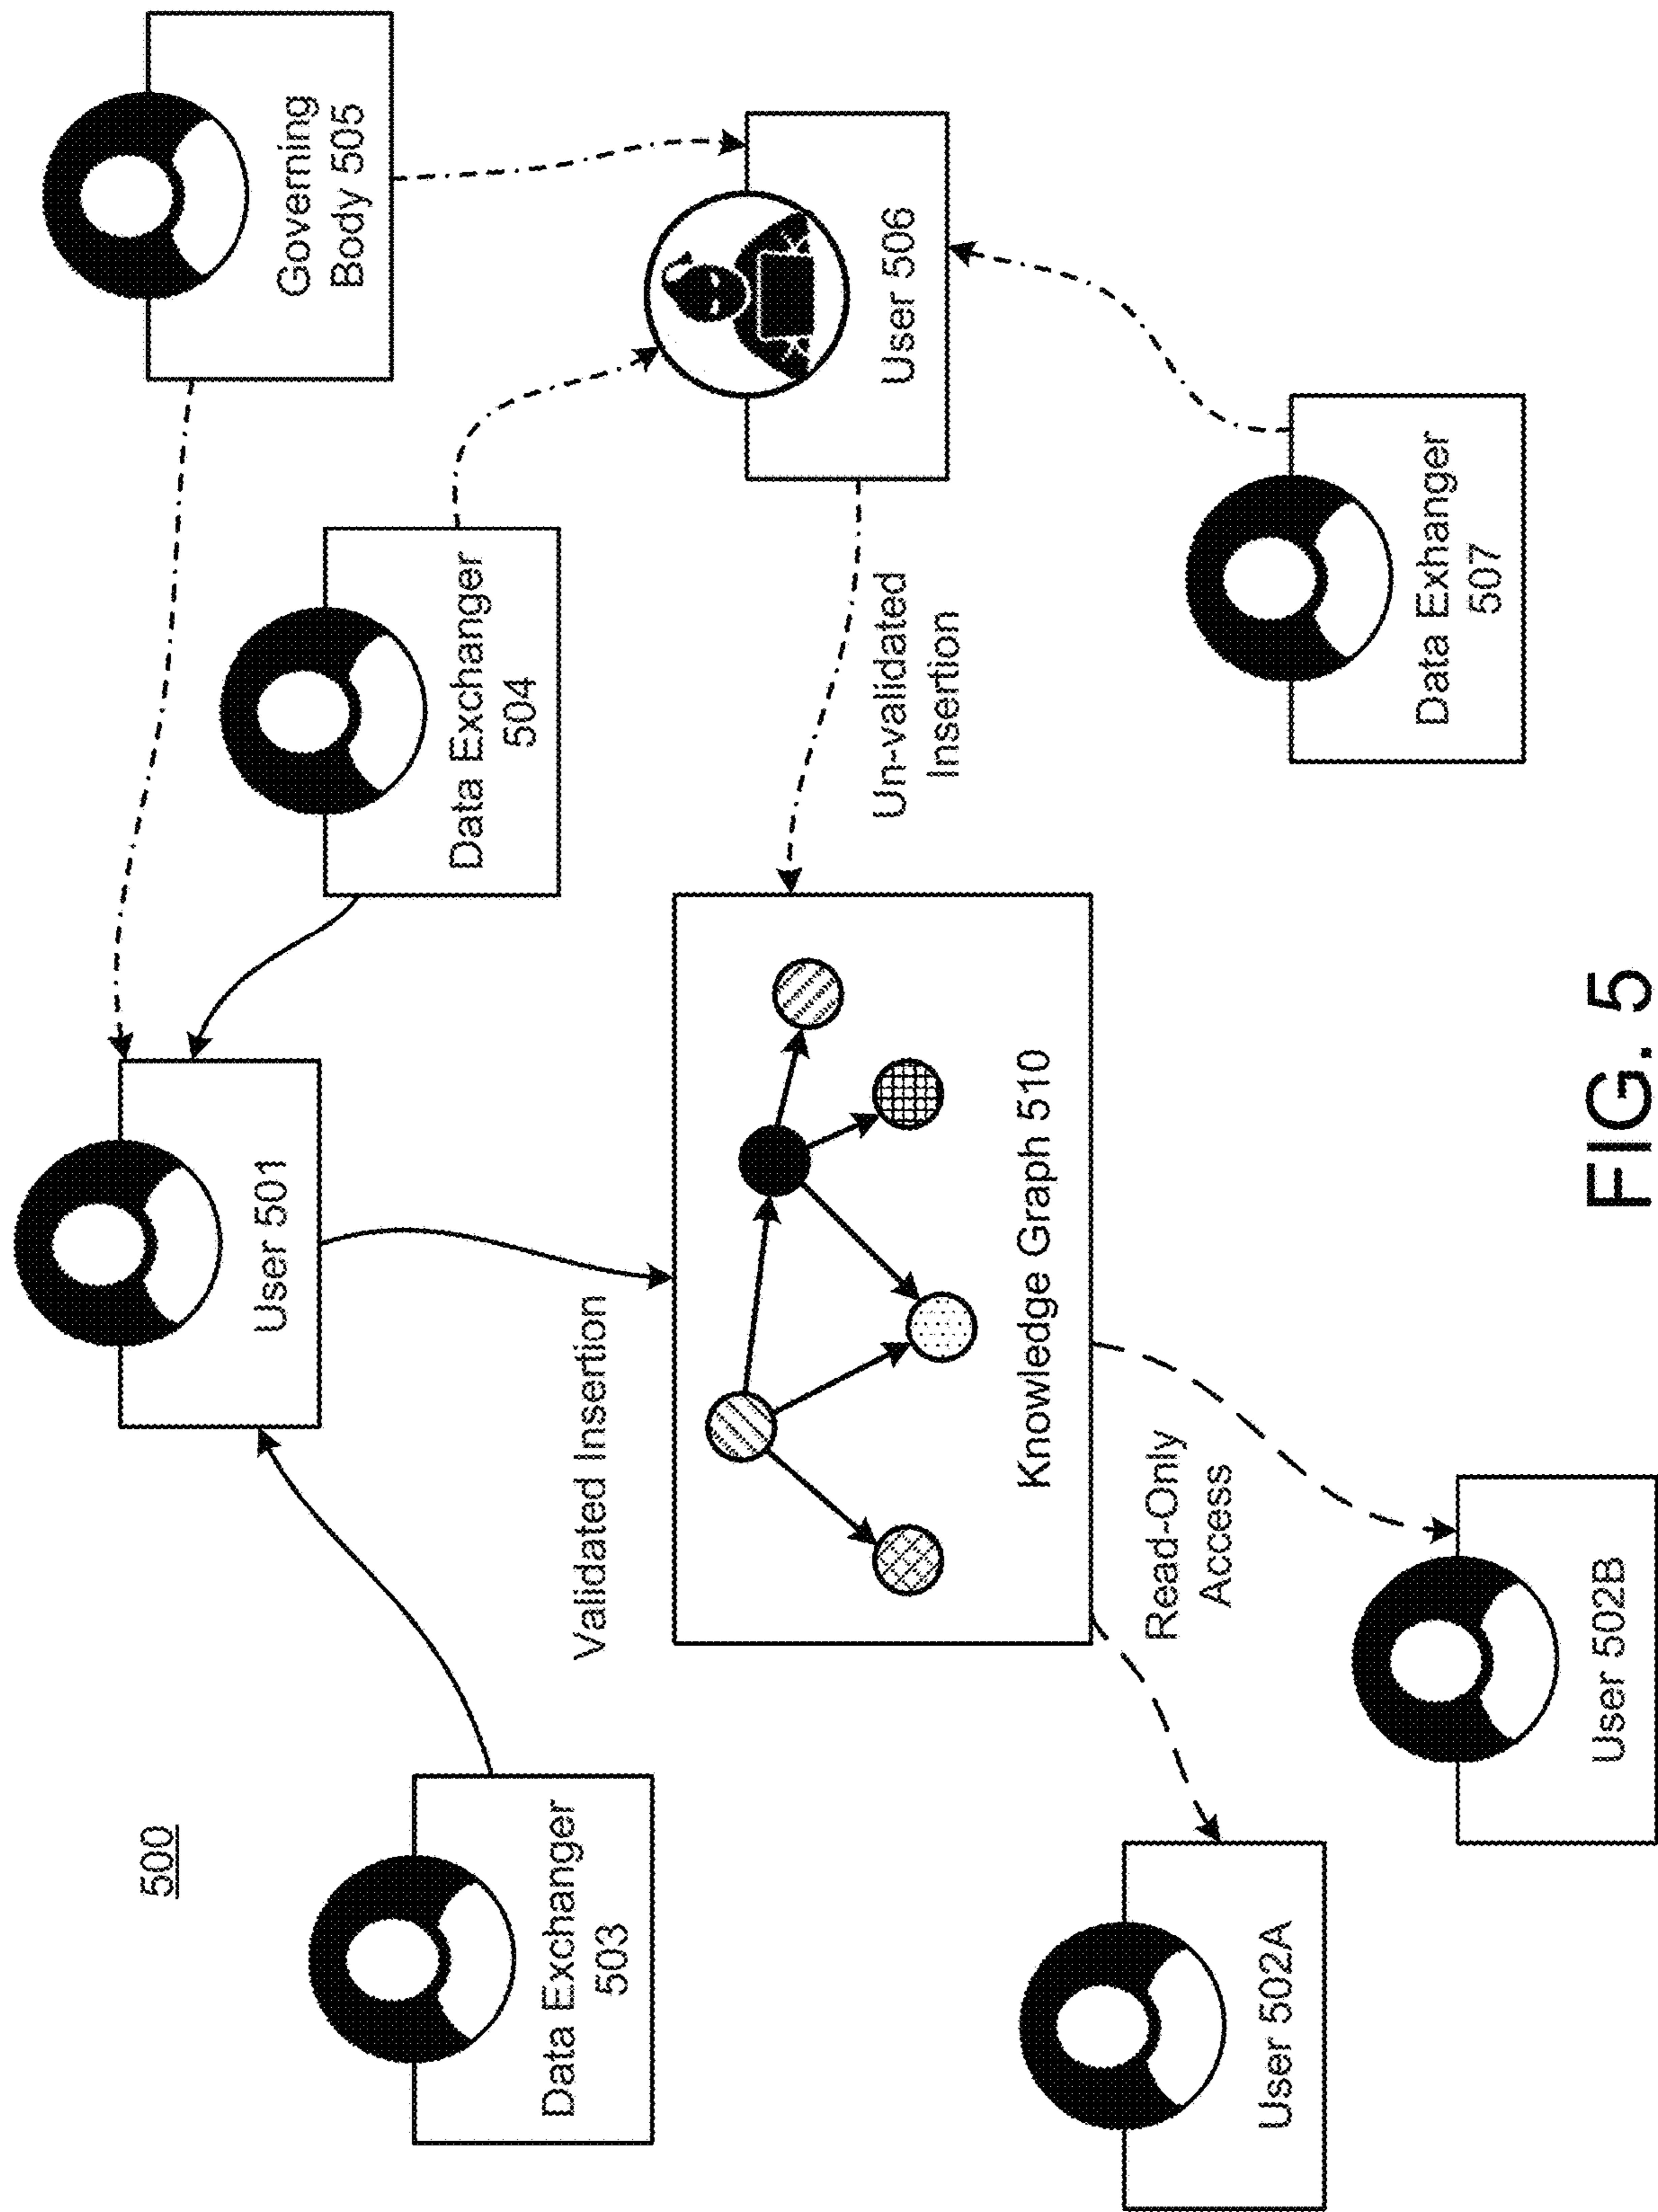 500
User 501
Governing
Body 505
Data Exchanger
504
Data Exchanger
503
Validated Insertion
User 506
Un-validated
Insertion
Knowledge Graph 510
Read-Only
Access
User 502A
Data Exhanger
507
User 502B
FIG. 5